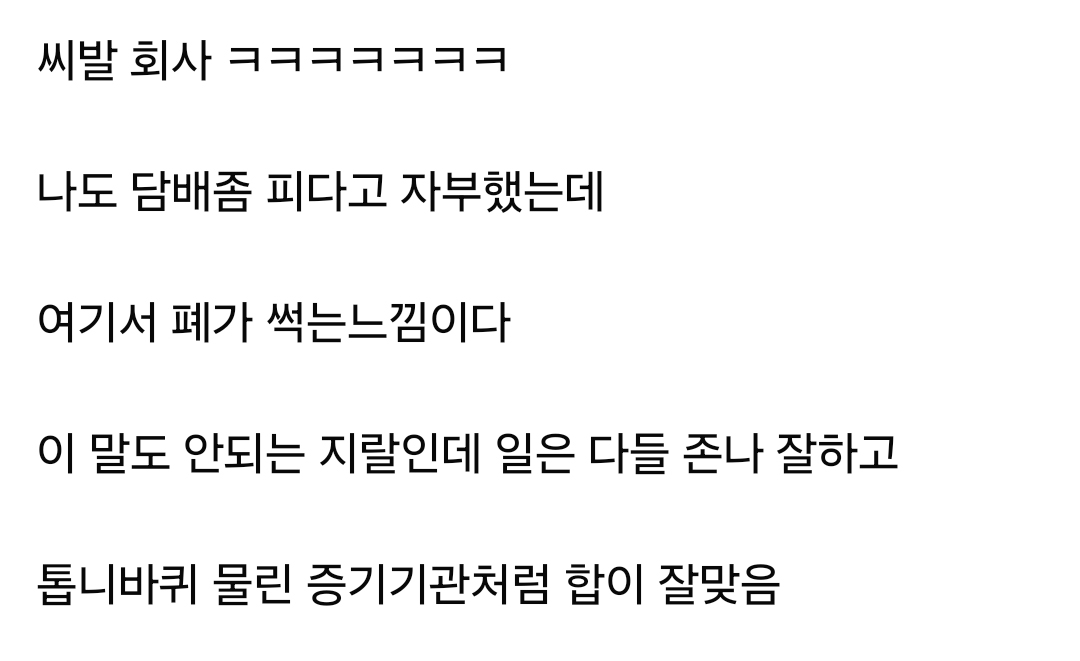 씨발 회사 ㅋㅋㅋㅋㅋㅋㅋ
나도 담배좀 피다고 자부했는데
여기서 폐가 썩는느낌이다
이 말도 안되는 지랄인데 일은 다들 존나 잘하고
톱니바퀴 물린 증기기관처럼 합이 잘맞음